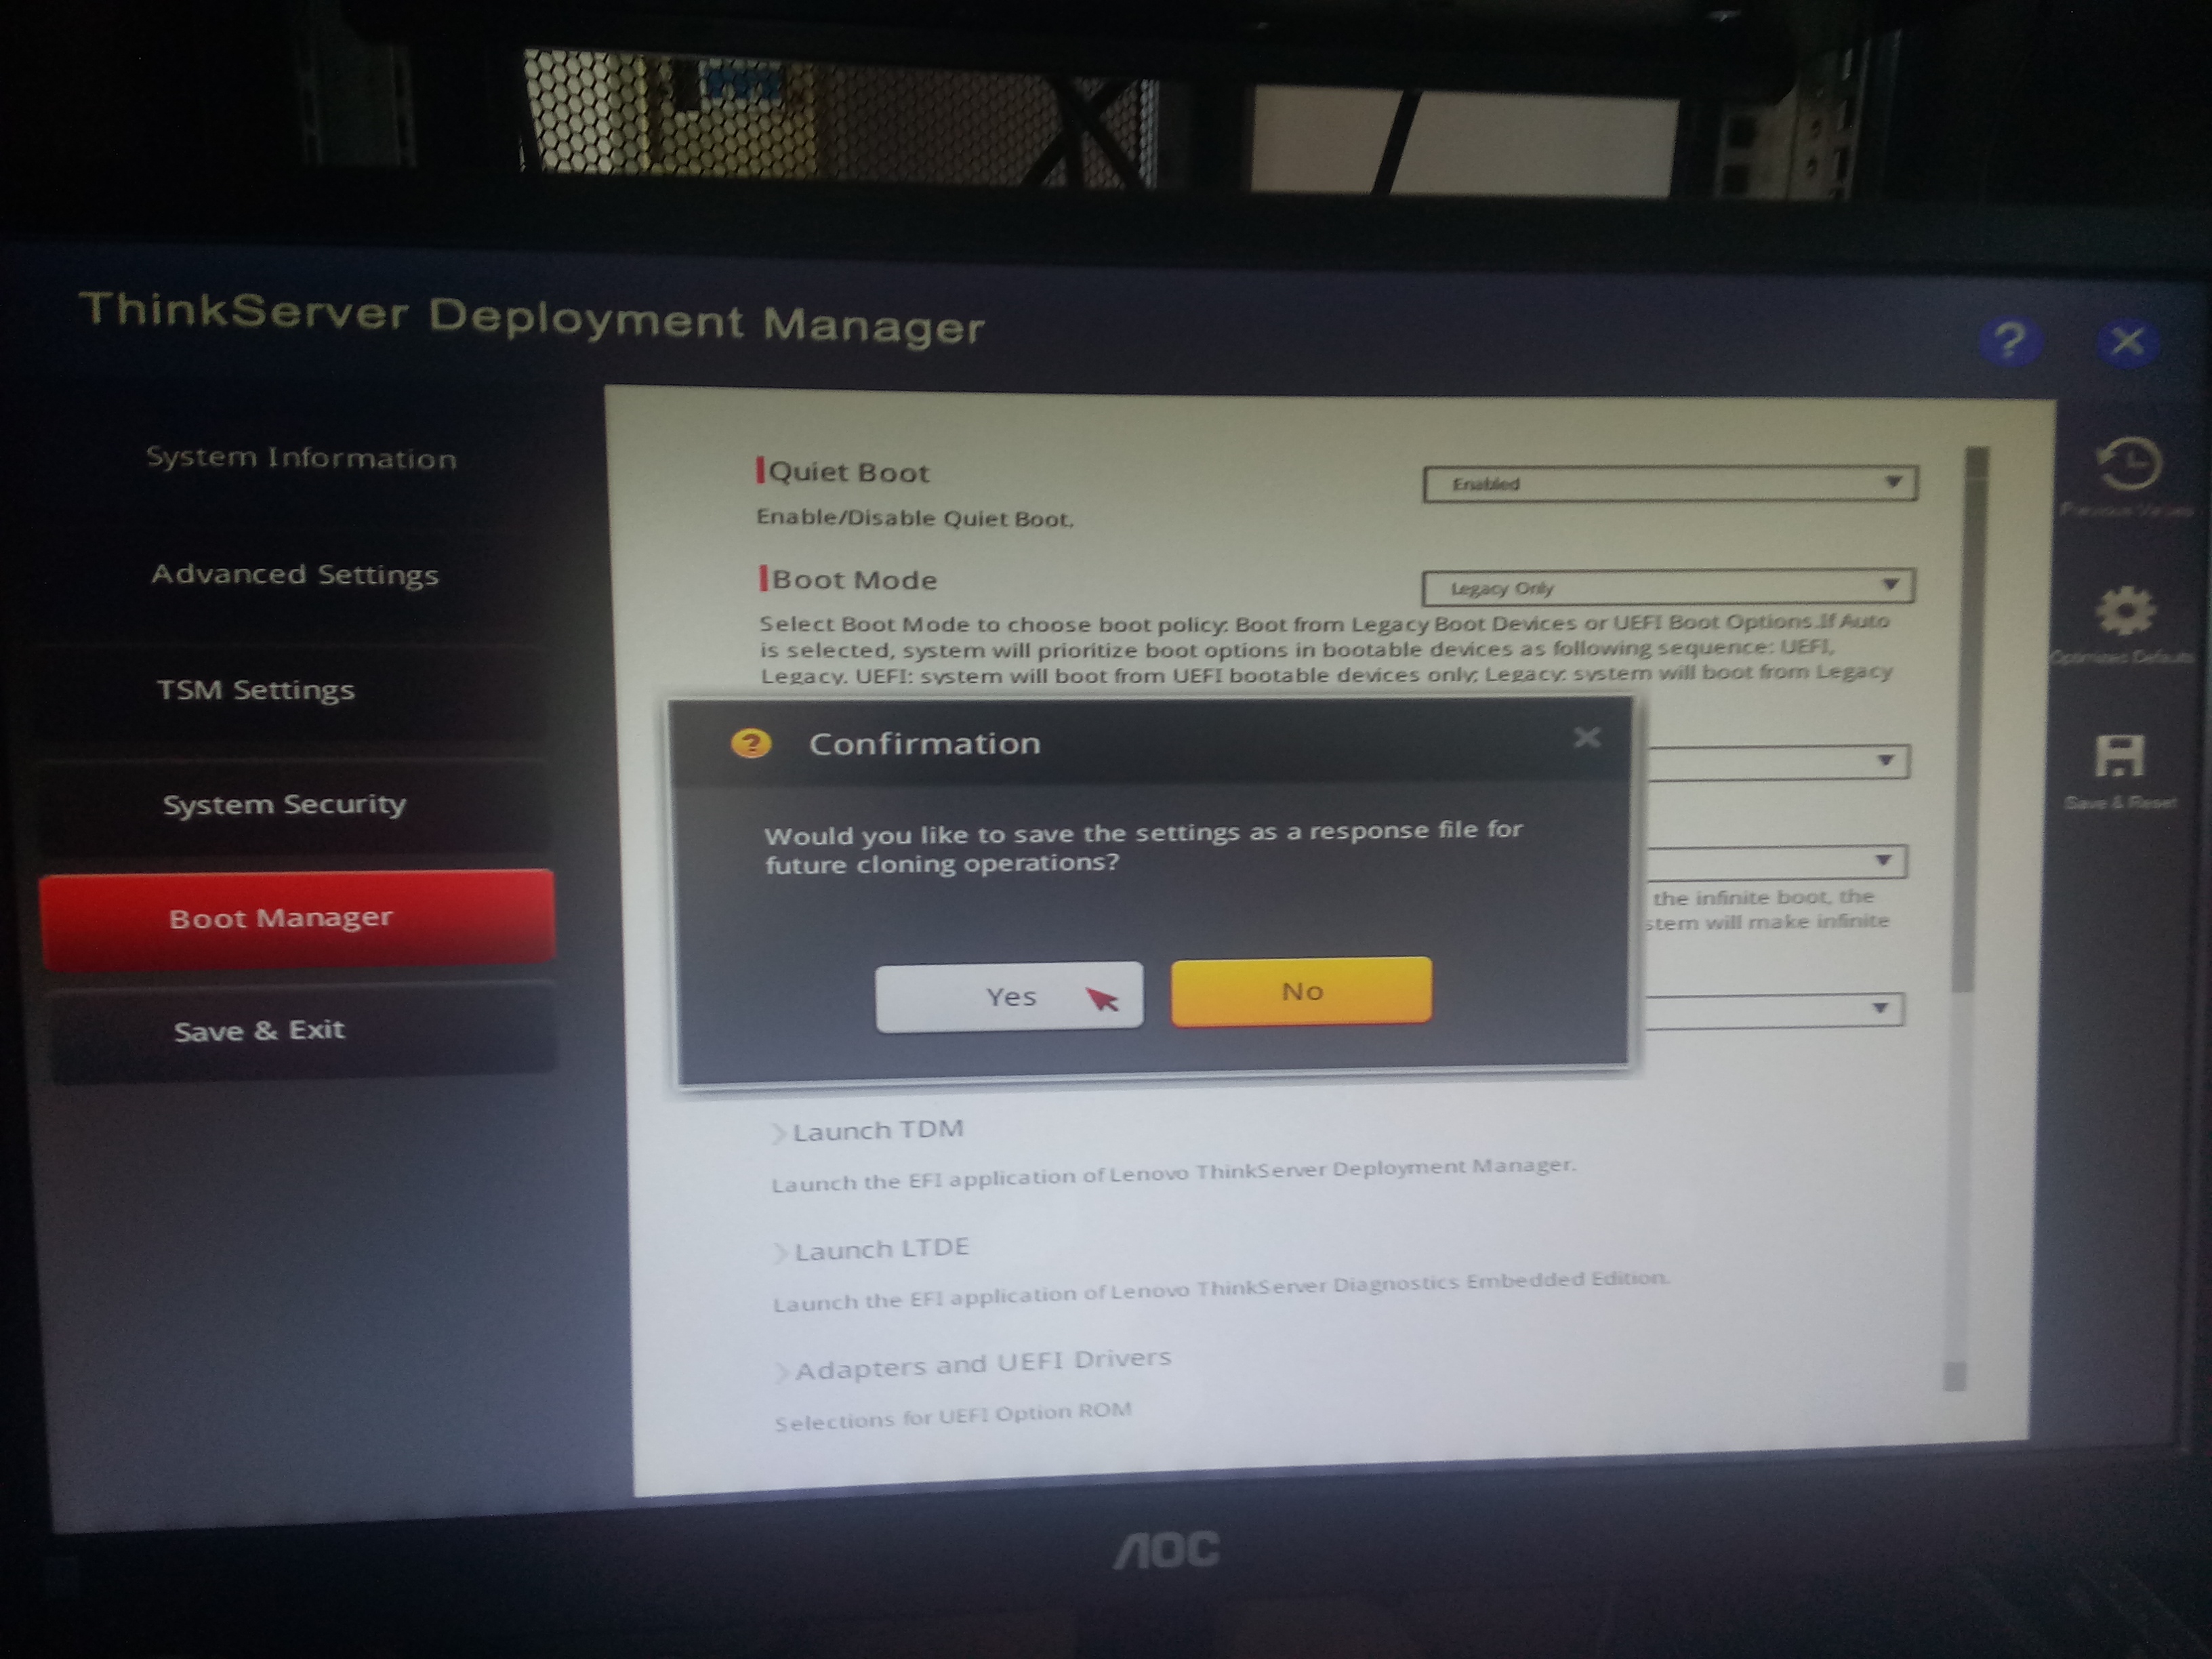 ThinkServer Deployment Manager
?
System Information
Advanced Settings
TSM Settings
System Security
Boot Manager
Save & Exit
Quiet Boot
Enabled
Enable/Disable Quiet Boot.
Boot Mode
Legacy Only
Select Boot Mode to choose boot policy: Boot from Legacy Boot Devices or UEFI Boot Options.If Auto
is selected, system will prioritize boot options in bootable devices as following sequence: UEFI,
Legacy. UEFI: system will boot from UEFI bootable devices only; Legacy: system will boot from Legacy
? Confirmation
Would you like to save the settings as a response file for
future cloning operations?
Yes
No
the infinite boot, the
stem will make infinite
Launch TDM
Launch the EFI application of Lenovo ThinkServer Deployment Manager.
Launch LTDE
Launch the EFI application of Lenovo ThinkServer Diagnostics Embedded Edition.
Adapters and UEFI Drivers
Selections for UEFI Option ROM
Previous Values
Optimized Defaults
Save & Reset
AOC